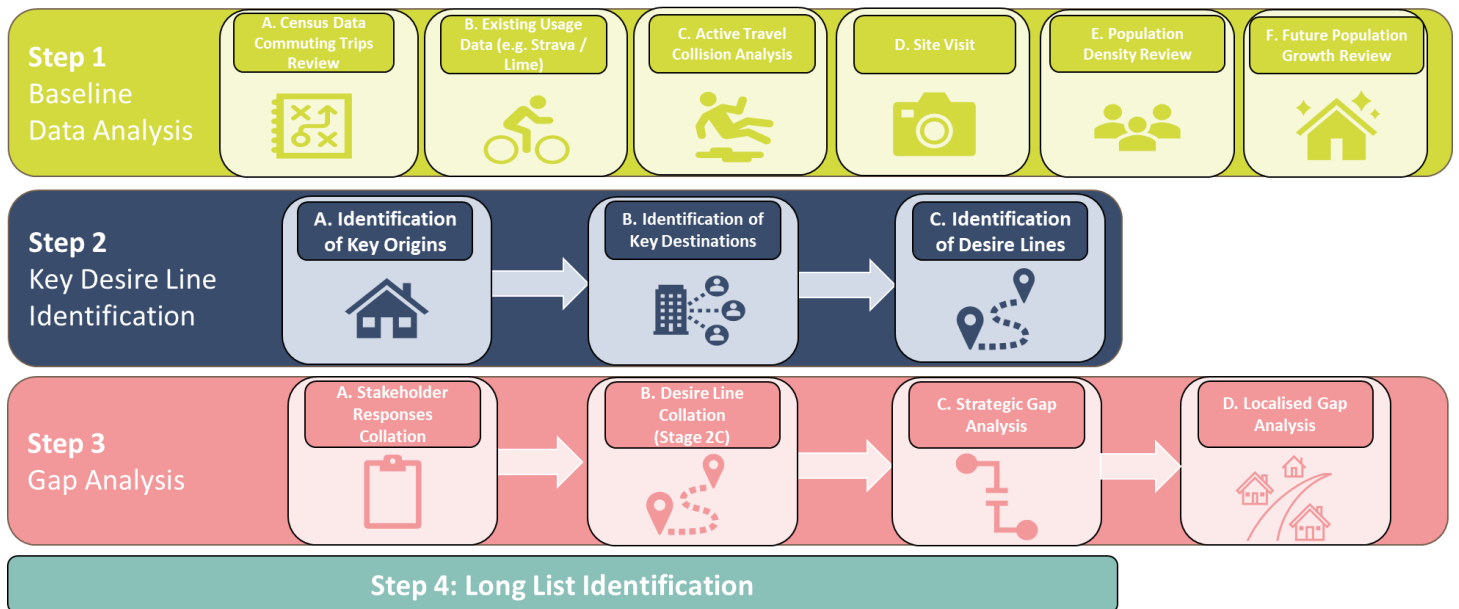 Step 1
Baseline
Data Analysis
A. Census Data
Commuting Trips
Review
B. Existing Usage
Data (e.g. Strava /
Lime)
C. Active Travel
Collision Analysis
D. Site Visit
E. Population
Density Review
F. Future Population
Growth Review
Step 2
Key Desire Line
Identification
A. Identification
of Key Origins
B. Identification of
Key Destinations
C. Identification
of Desire Lines
Step 3
Gap Analysis
A. Stakeholder
Responses
Collation
B. Desire Line
Collation
(Stage 2C)
C. Strategic Gap
Analysis
D. Localised Gap
Analysis
Step 4: Long List Identification